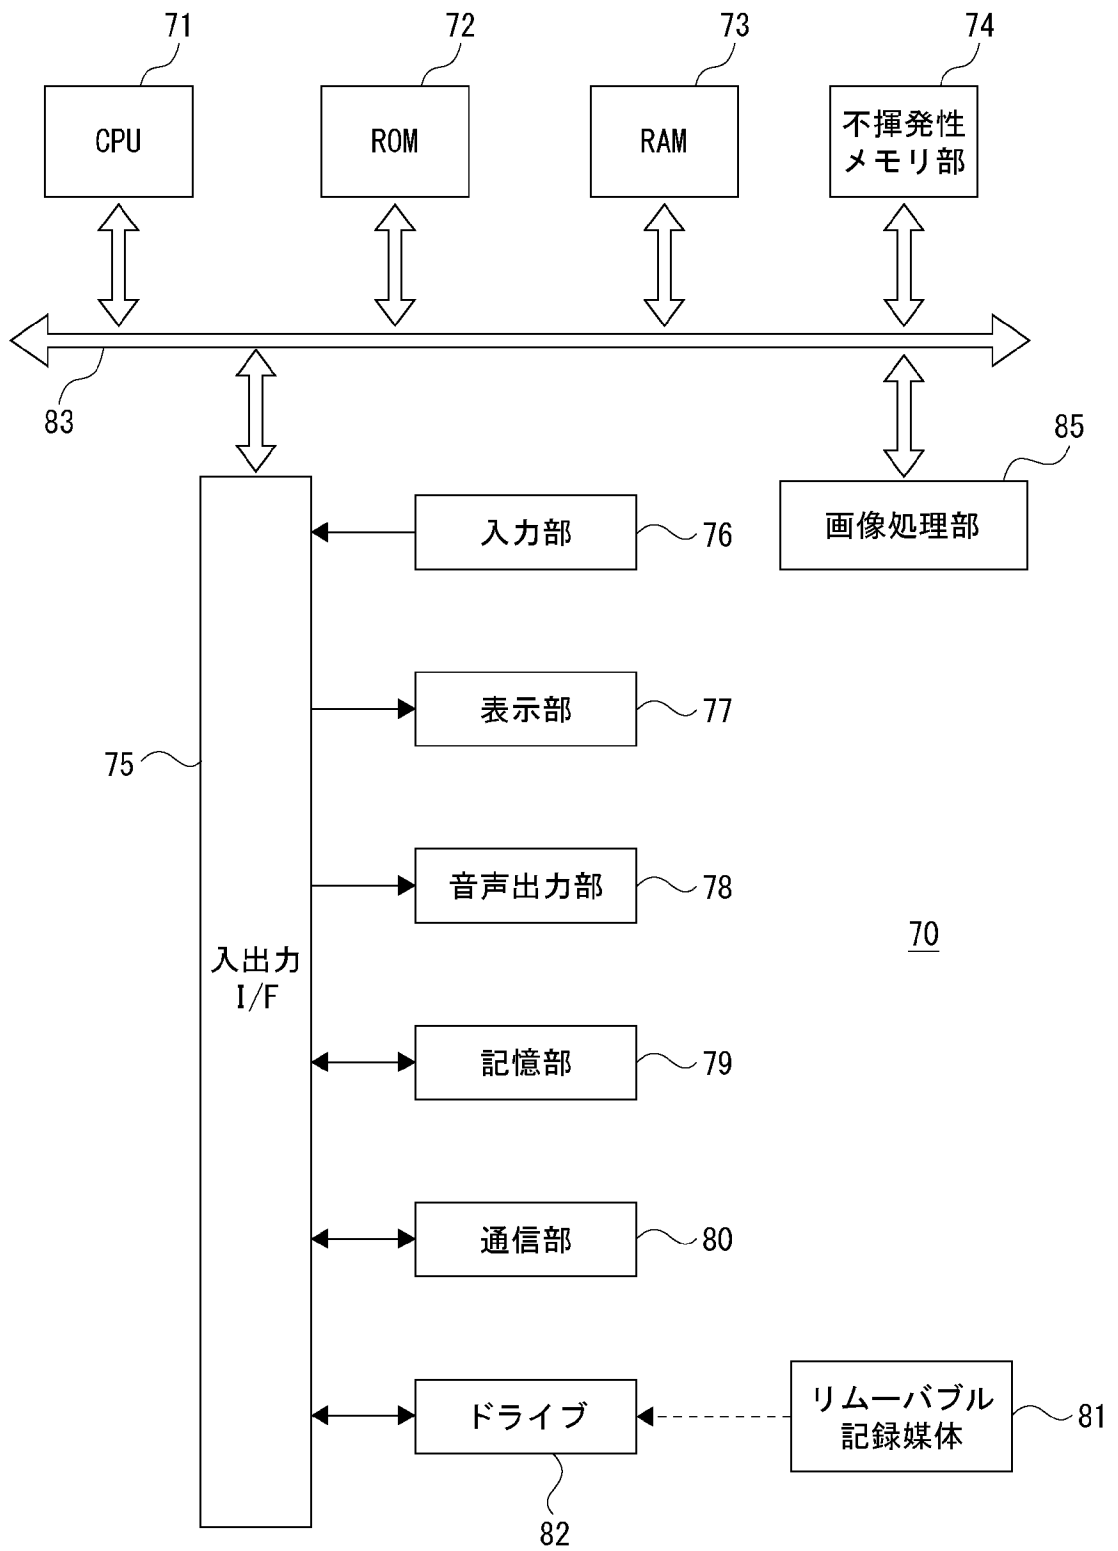 71
72
73
74
CPU
ROM
RAM
不揮発性
メモリ部
83
85
入力部
76
画像処理部
表示部
77
75
音声出力部
78
70
入出力
I/F
記憶部
79
通信部
80
ドライブ
リムーバブル
記録媒体
81
82